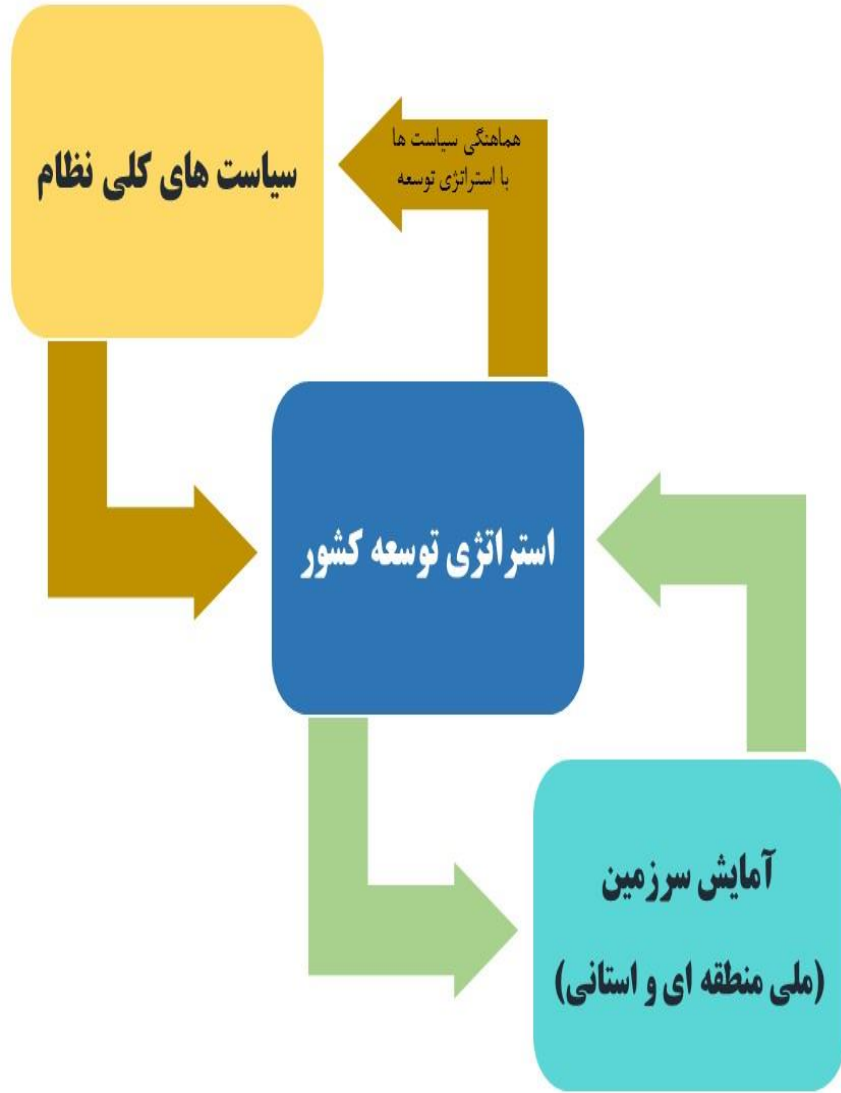 سیاست های کلی نظام
هماهنگی سیاست ها
با استراتژی توسعه
استراتژی توسعه کشور
آمایش سرزمین
(ملی منطقه ای و استانی)